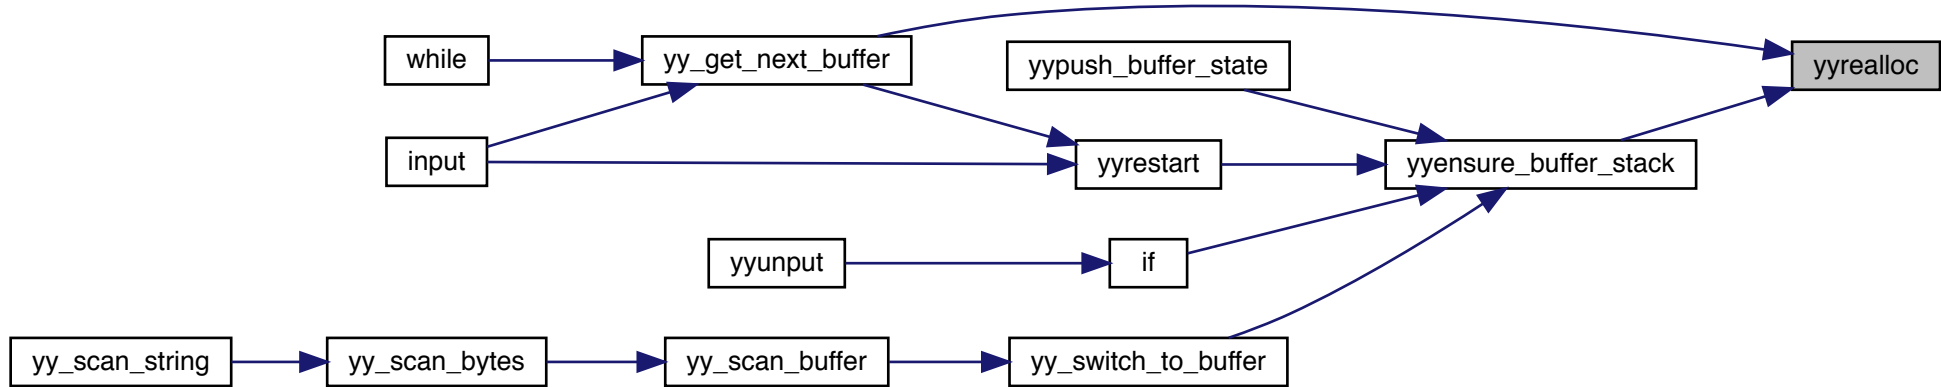 while
yy_get_next_buffer
yypush_buffer_state
yyrealloc
input
yyrestart
yyensure_buffer_stack
yyunput
if
yy_scan_string
yy_scan_bytes
yy_scan_buffer
yy_switch_to_buffer